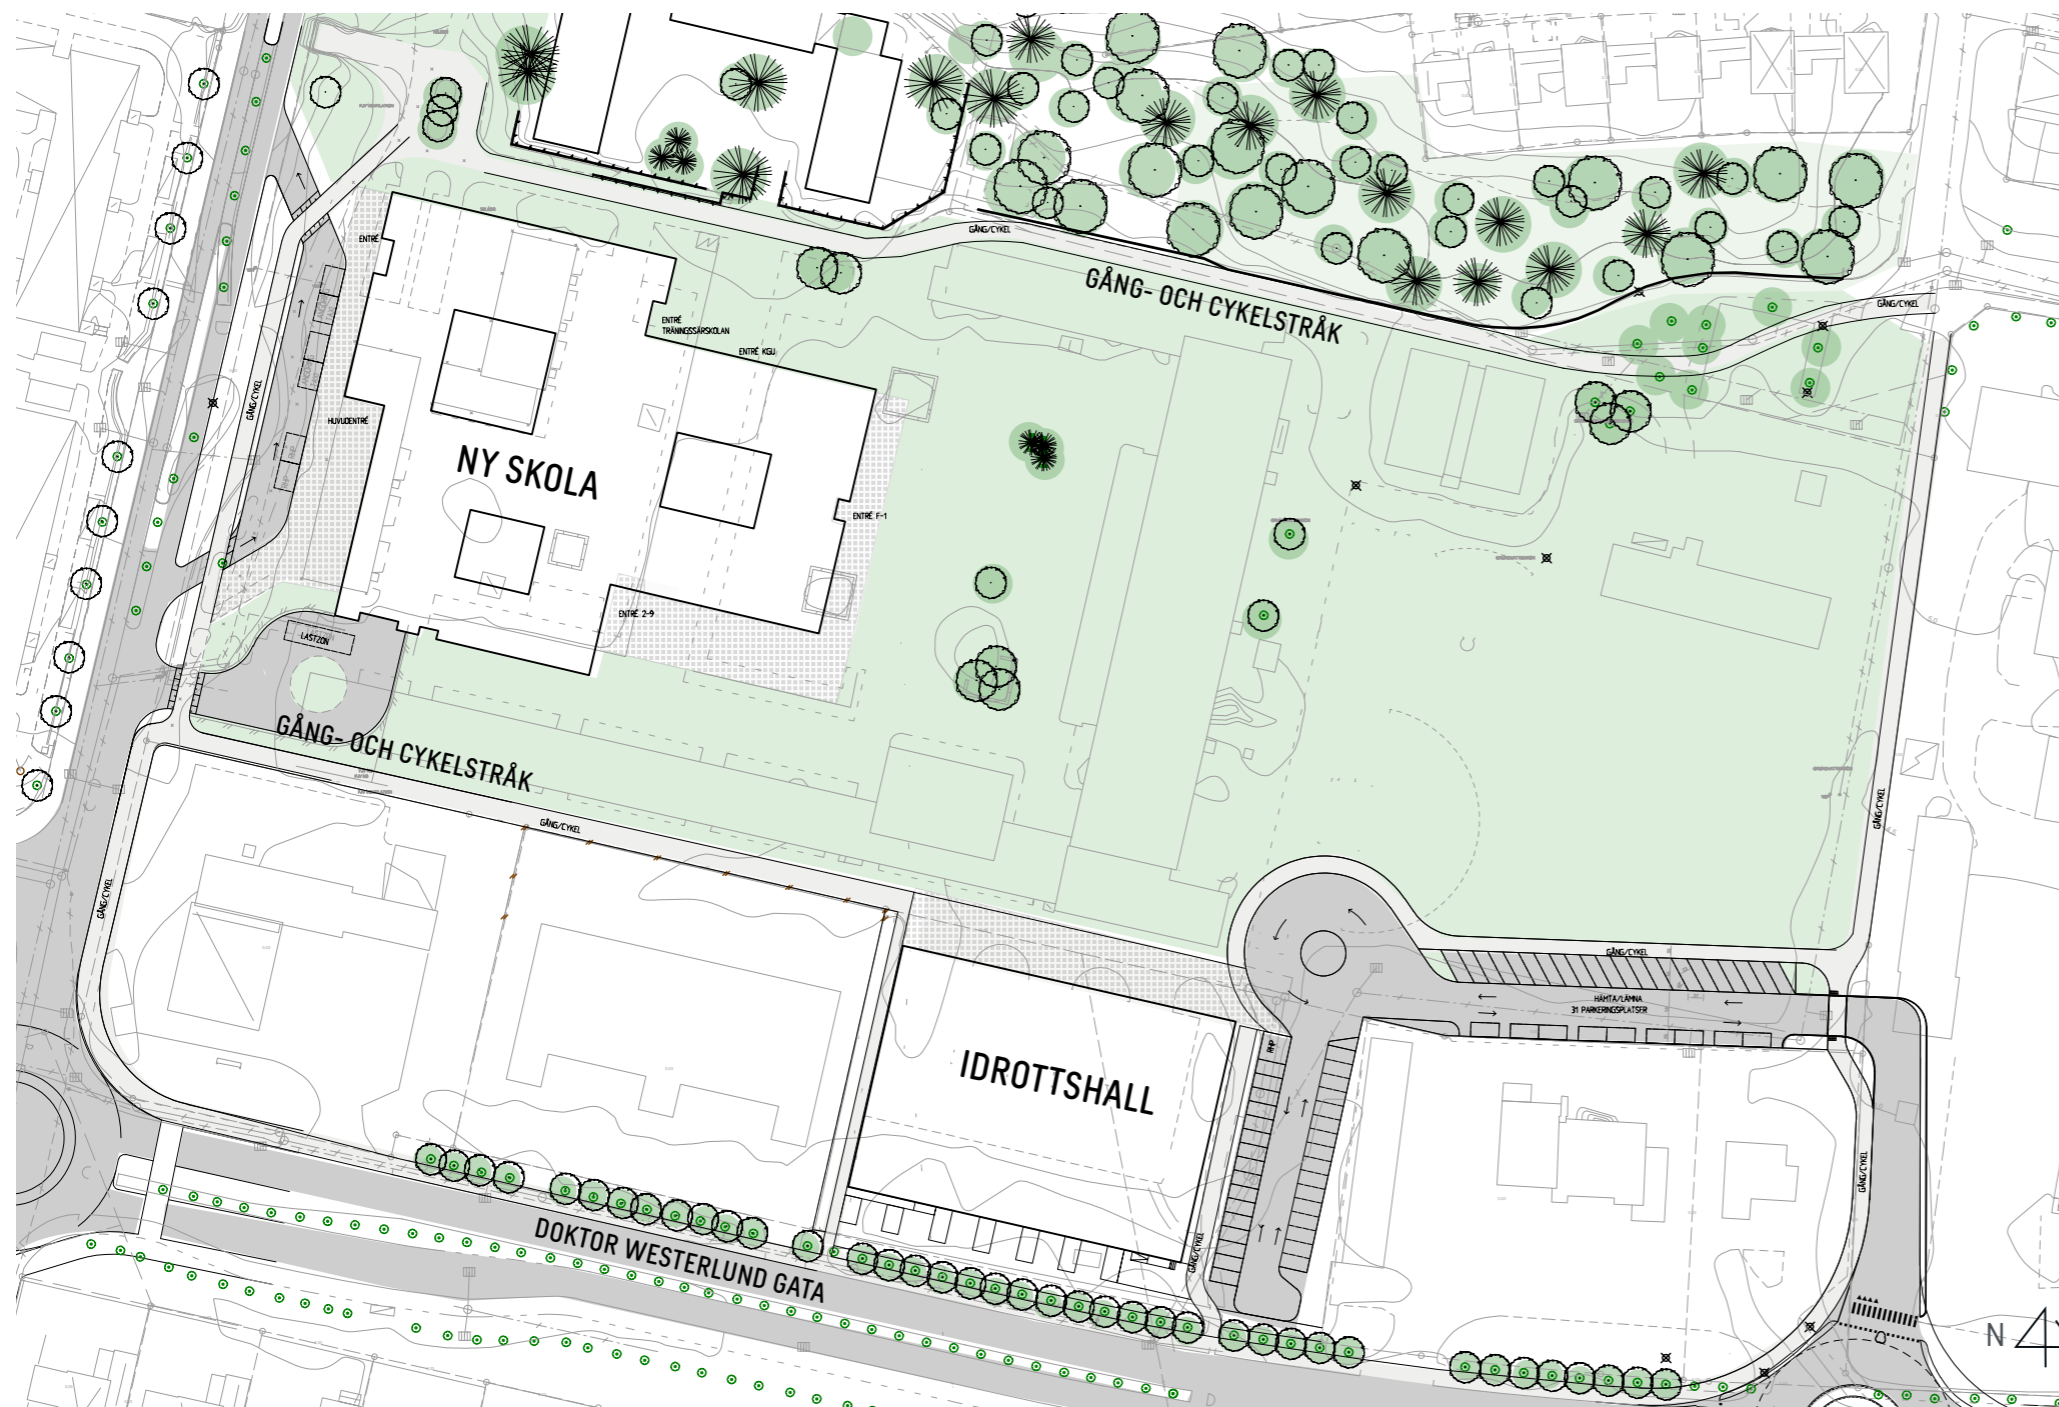 GÅNG/CYKEL
GÅNG- OCH CYKELSTRÅK
GÅNG/CYKEL
ENTRÉ
ENTRÉ
TRÄNINGSSÄRSKOLAN
ENTRÉ KGU
GÅNG/CYKEL
HUVUDENTRÉ
NY SKOLA
ENTRÉ F-1
ENTRÉ 2-9
LASTZON
GÅNG- OCH CYKELSTRÅK
GÅNG/CYKEL
GÅNG/CYKEL
GÅNG/CYKEL
GÅNG/CYKEL
HÄMTA/LÄMNA
31 PARKERINGSPLATSER
RHP
IDROTTSHALL
GÅNG/CYKEL
GÅNG/CYKEL
DOKTOR WESTERLUND GATA
N